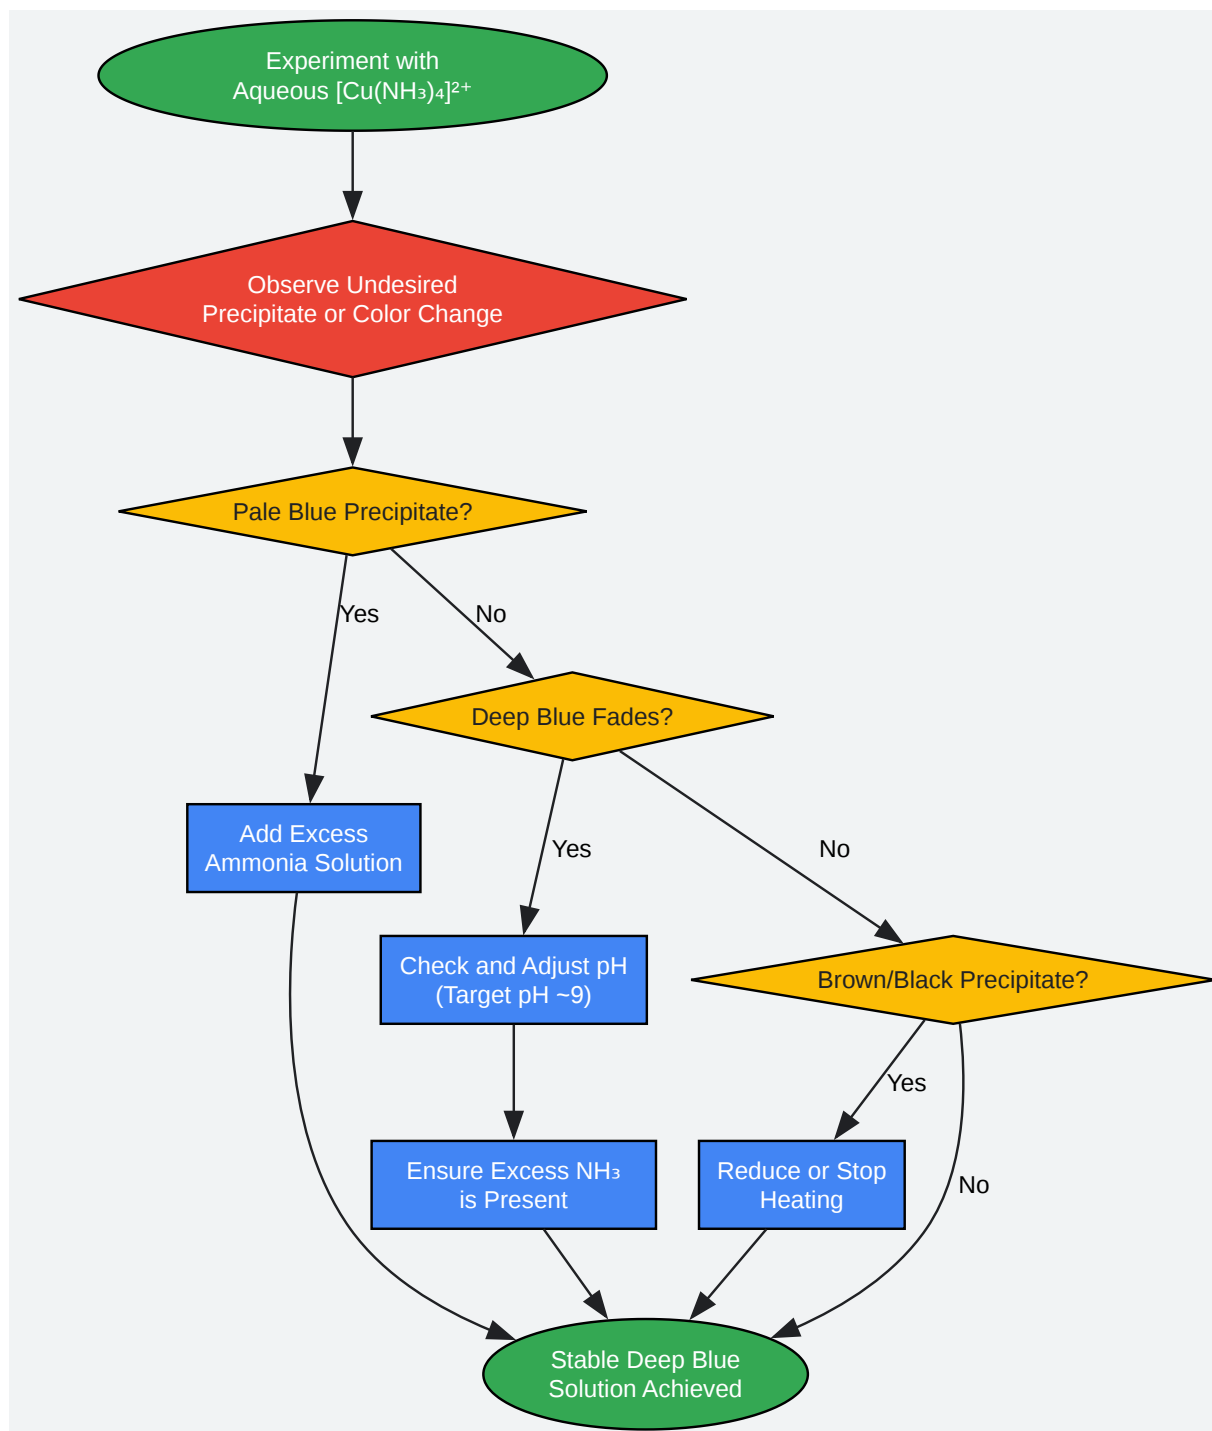 Experiment with
Aqueous [Cu(NH₃)₄]²⁺
Observe Undesired
Precipitate or Color Change
Pale Blue Precipitate?
Yes
No
Deep Blue Fades?
Add Excess
Ammonia Solution
Yes
No
Check and Adjust pH
(Target pH ~9)
Brown/Black Precipitate?
Yes
Ensure Excess NH₃
is Present
Reduce or Stop
Heating
No
Stable Deep Blue
Solution Achieved